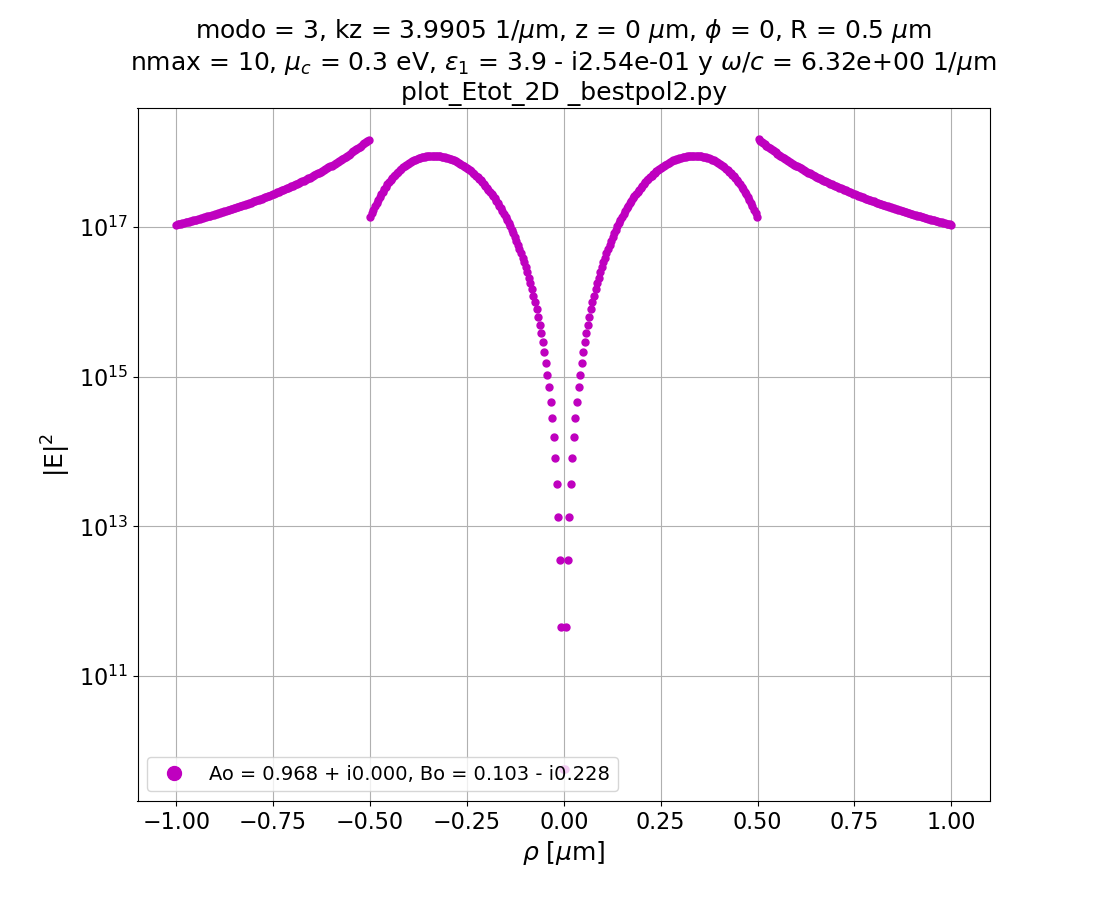 modo = 3, kz = 3.9905 1/μm, z = 0 μm, ϕ = 0, R = 0.5 μm
nmax = 10, μc = 0.3 eV, ε1 = 3.9 - i2.54e-01 y ω/c = 6.32e+00 1/μm
plot_Etot_2D _bestpol2.py
10^17
10^15
10^13
10^11
|E|^2
Ao = 0.968 + i0.000, Bo = 0.103 - i0.228
−1.00 −0.75 −0.50 −0.25 0.00 0.25 0.50 0.75 1.00
ρ [μm]